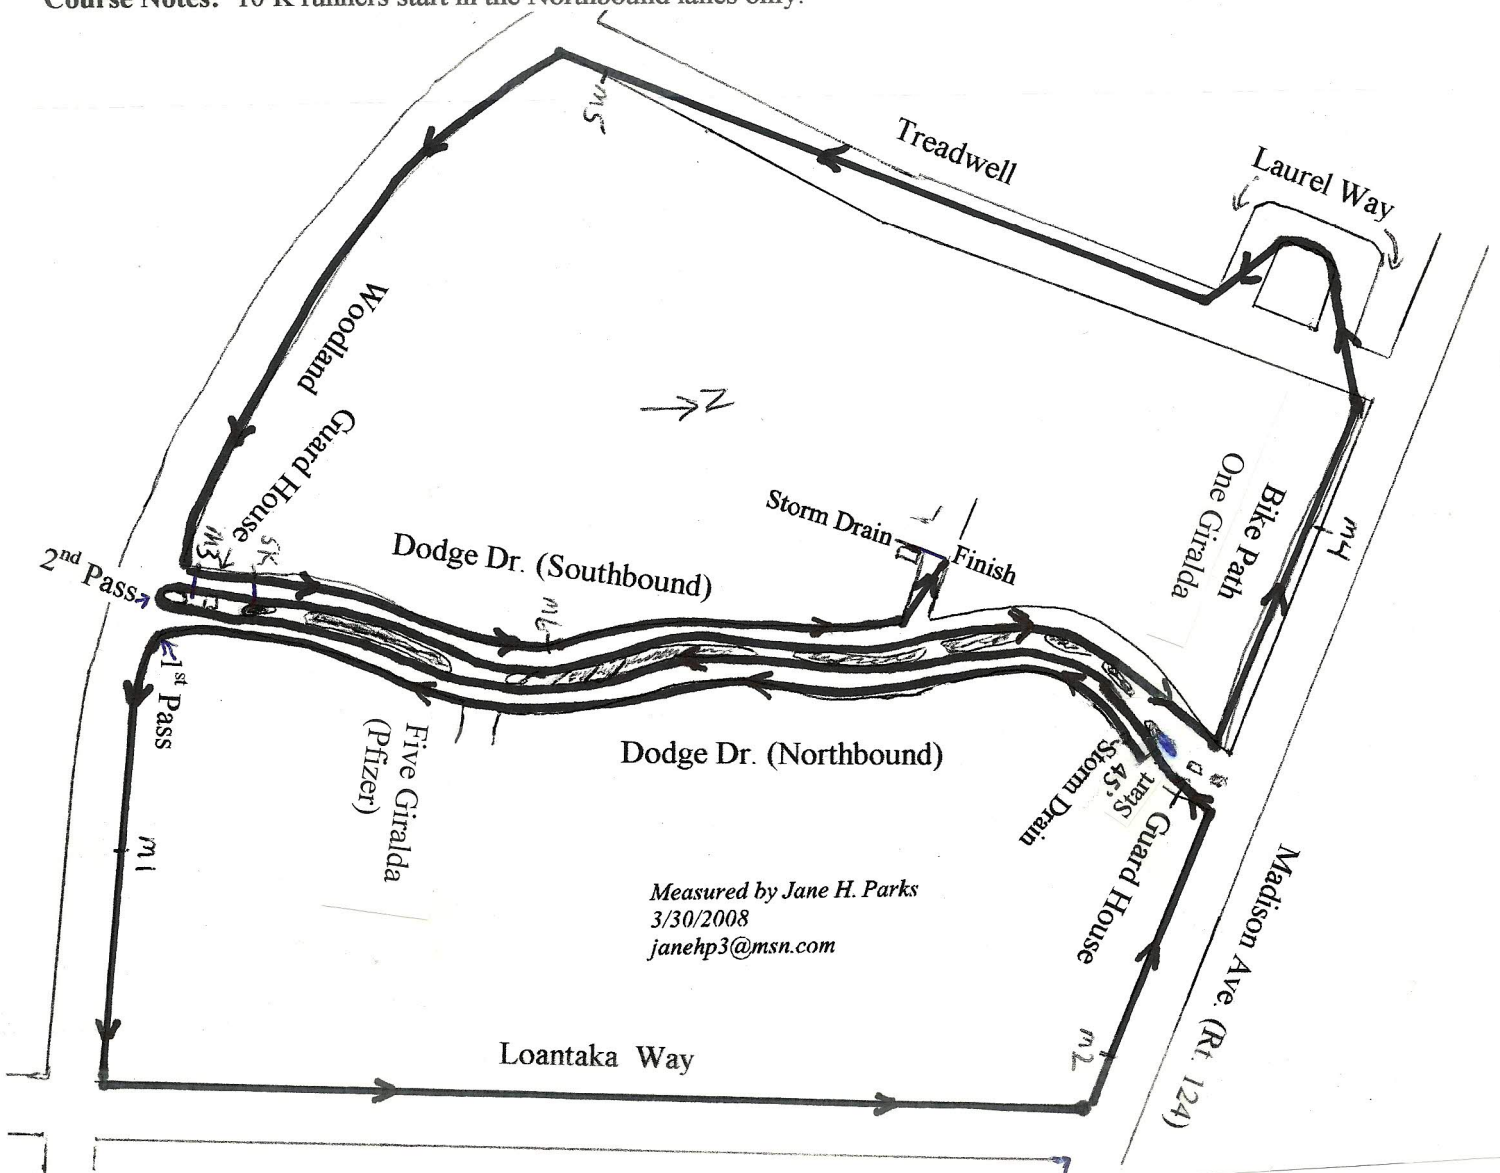 Course Notes: 10 K runners start in the Northbound lanes only.
M5
Treadwell
Laurel Way
Woodland
Guard House
→ N
Bike Path
One Giralda
M4
Storm Drain
Finish
M3
5K
2nd Pass
Dodge Dr. (Southbound)
M6
1st Pass
Five Giralda
(Pfizer)
Dodge Dr. (Northbound)
Start
45'
Storm Drain
Guard House
M1
Measured by Jane H. Parks
3/30/2008
janehp3@msn.com
Madison Ave. (Rt. 124)
Loantaka Way
M2